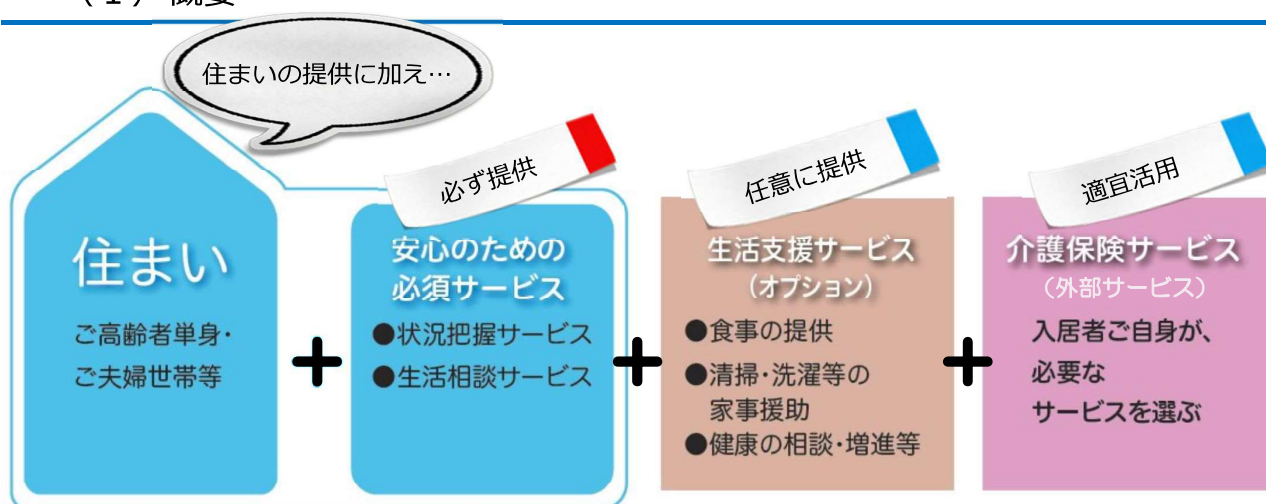 (1) 概要
住まいの提供に加え…
住まい
ご高齢者単身・
ご夫婦世帯等
必ず提供
安心のための
必須サービス
●状況把握サービス
●生活相談サービス
任意に提供
生活支援サービス
(オプション)
●食事の提供
●清掃・洗濯等の
家事援助
●健康の相談・増進等
適宜活用
介護保険サービス
(外部サービス)
入居者ご自身が、
必要な
サービスを選ぶ